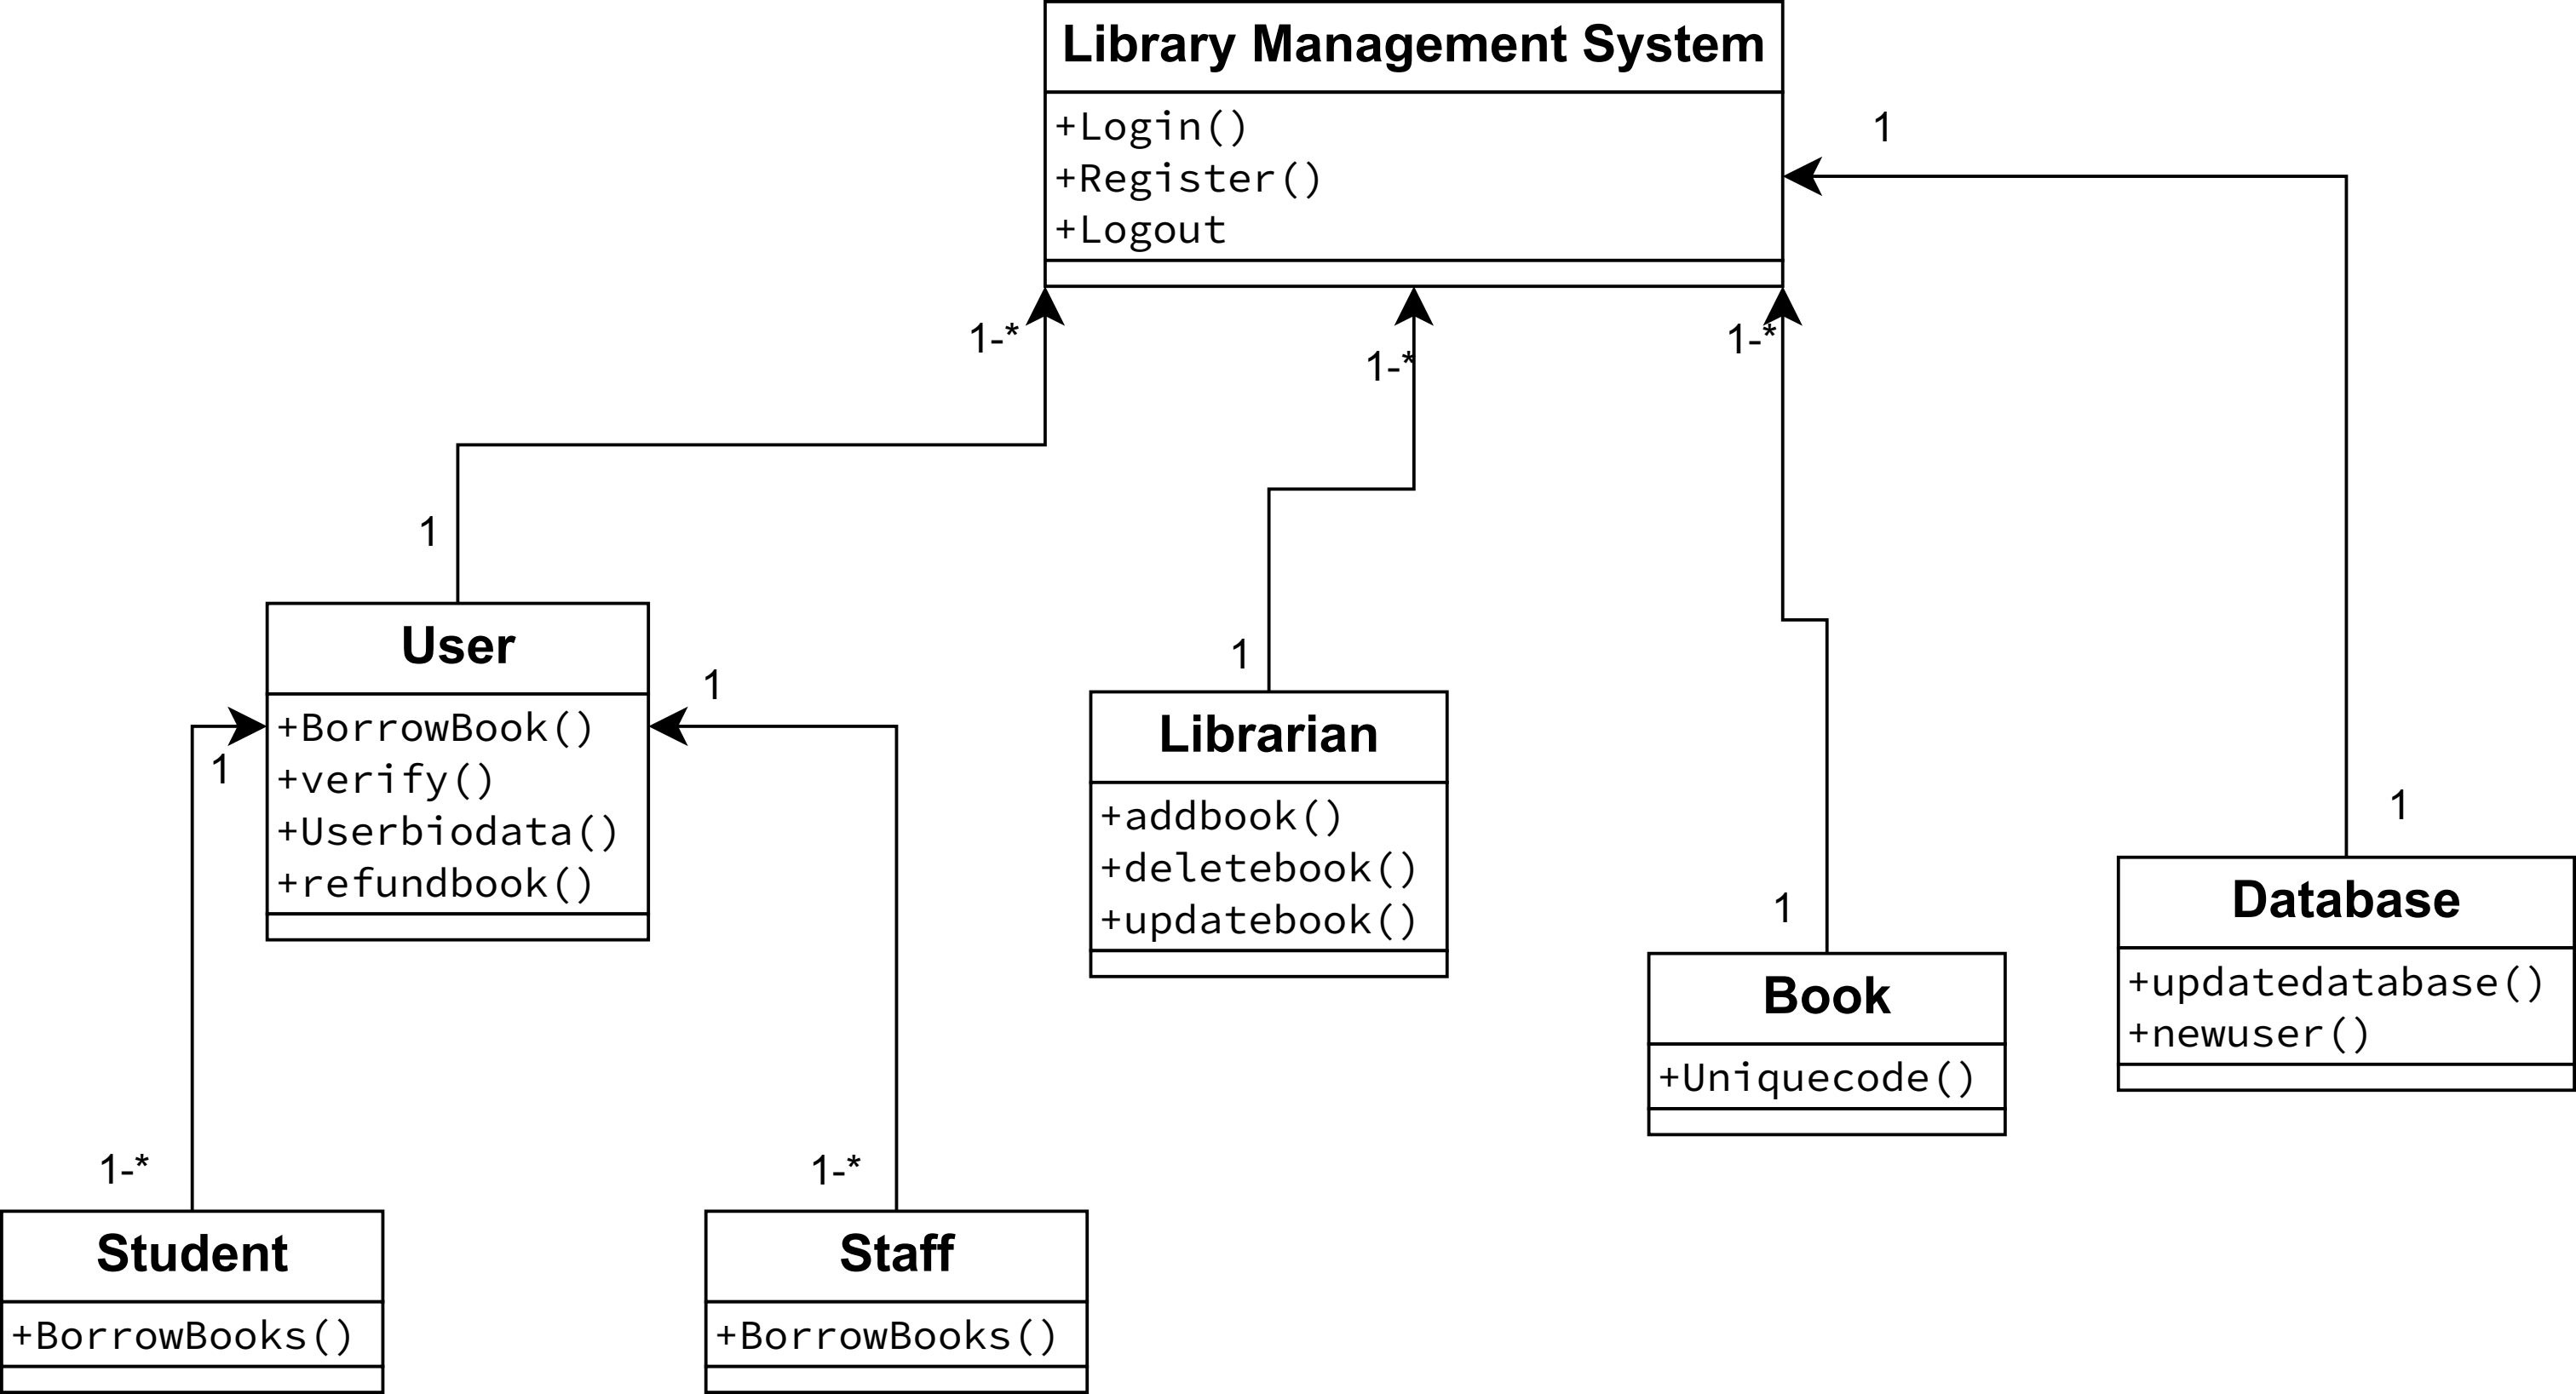 Library Management System
+Login()
+Register()
+Logout
1
1-*
1-*
1-*
1
User
+BorrowBook()
+verify()
+Userbiodata()
+refundbook()
1
1
1
Librarian
+addbook()
+deletebook()
+updatebook()
1
Book
+Uniquecode()
1
Database
+updatedatabase()
+newuser()
1-*
Student
+BorrowBooks()
1-*
Staff
+BorrowBooks()